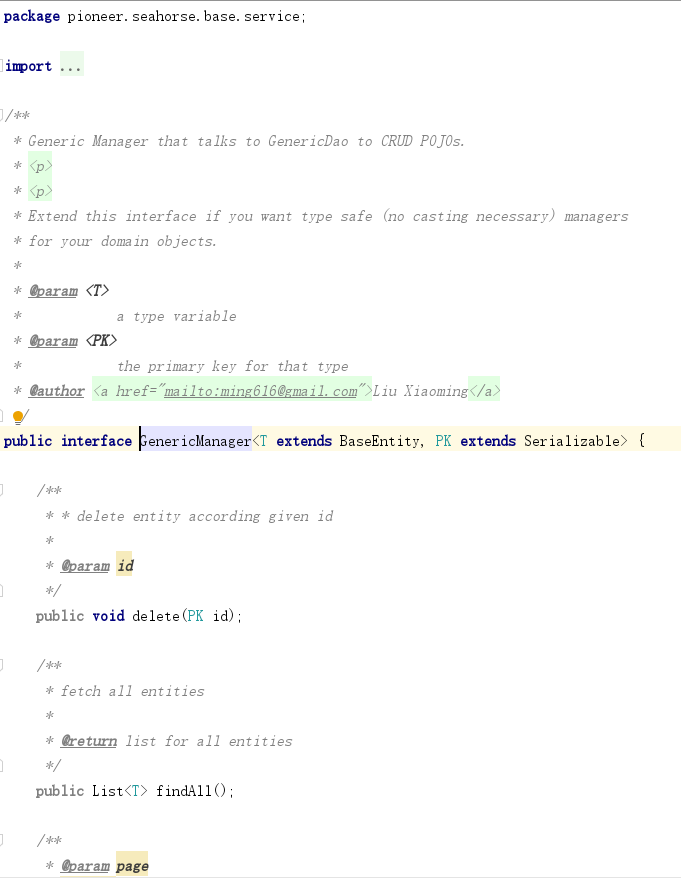 package pioneer.seahorse.base.service;
import ...
/**
* Generic Manager that talks to GenericDao to CRUD POJOs.
* <p>
* <p>
* Extend this interface if you want type safe (no casting necessary) managers
* for your domain objects.
*
* @param <T>
* a type variable
* @param <PK>
* the primary key for that type
* @author <a href="mailto:ming616@gmail.com">Liu Xiaoming</a>
*/
public interface GenericManager<T extends BaseEntity, PK extends Serializable> {
/**
* * delete entity according given id
*
* @param id
*/
public void delete(PK id);
/**
* fetch all entities
*
* @return list for all entities
*/
public List<T> findAll();
/**
* @param page